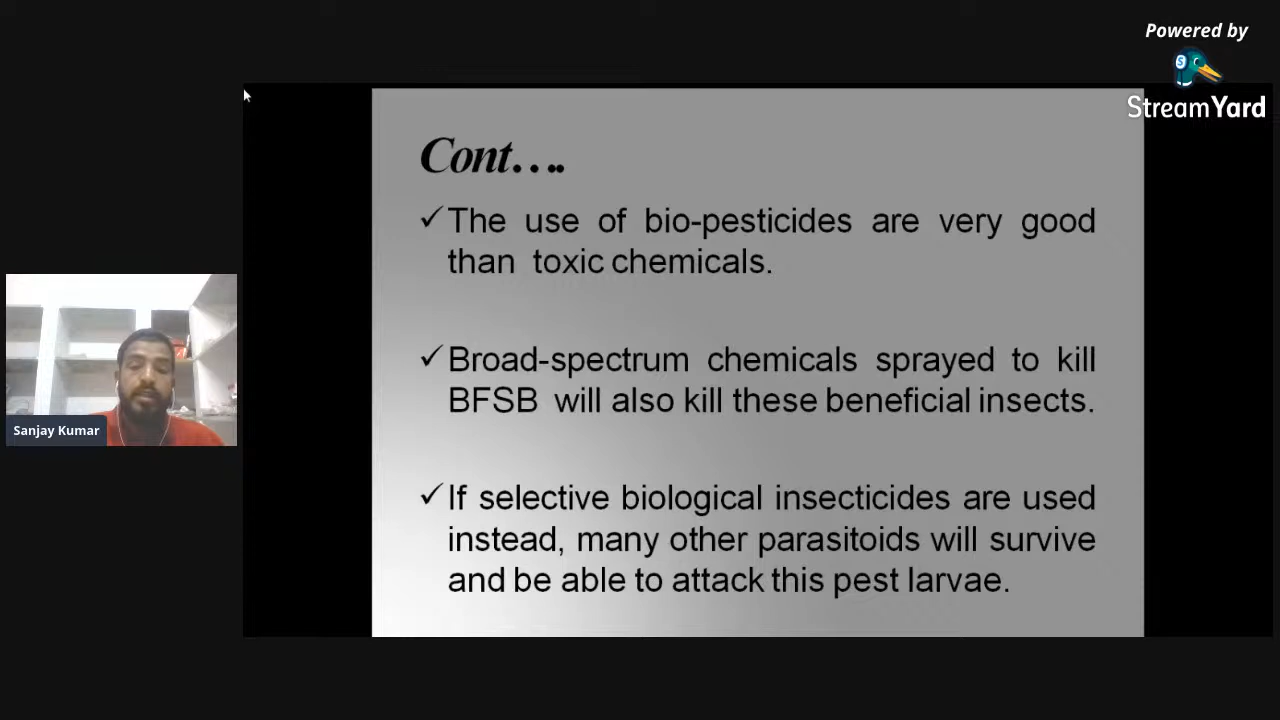 Powered by
StreamYard
Cont….
✓The use of bio-pesticides are very good
than toxic chemicals.
✓Broad-spectrum chemicals sprayed to kill
BFSB will also kill these beneficial insects.
✓If selective biological insecticides are used
instead, many other parasitoids will survive
and be able to attack this pest larvae.
Sanjay Kumar